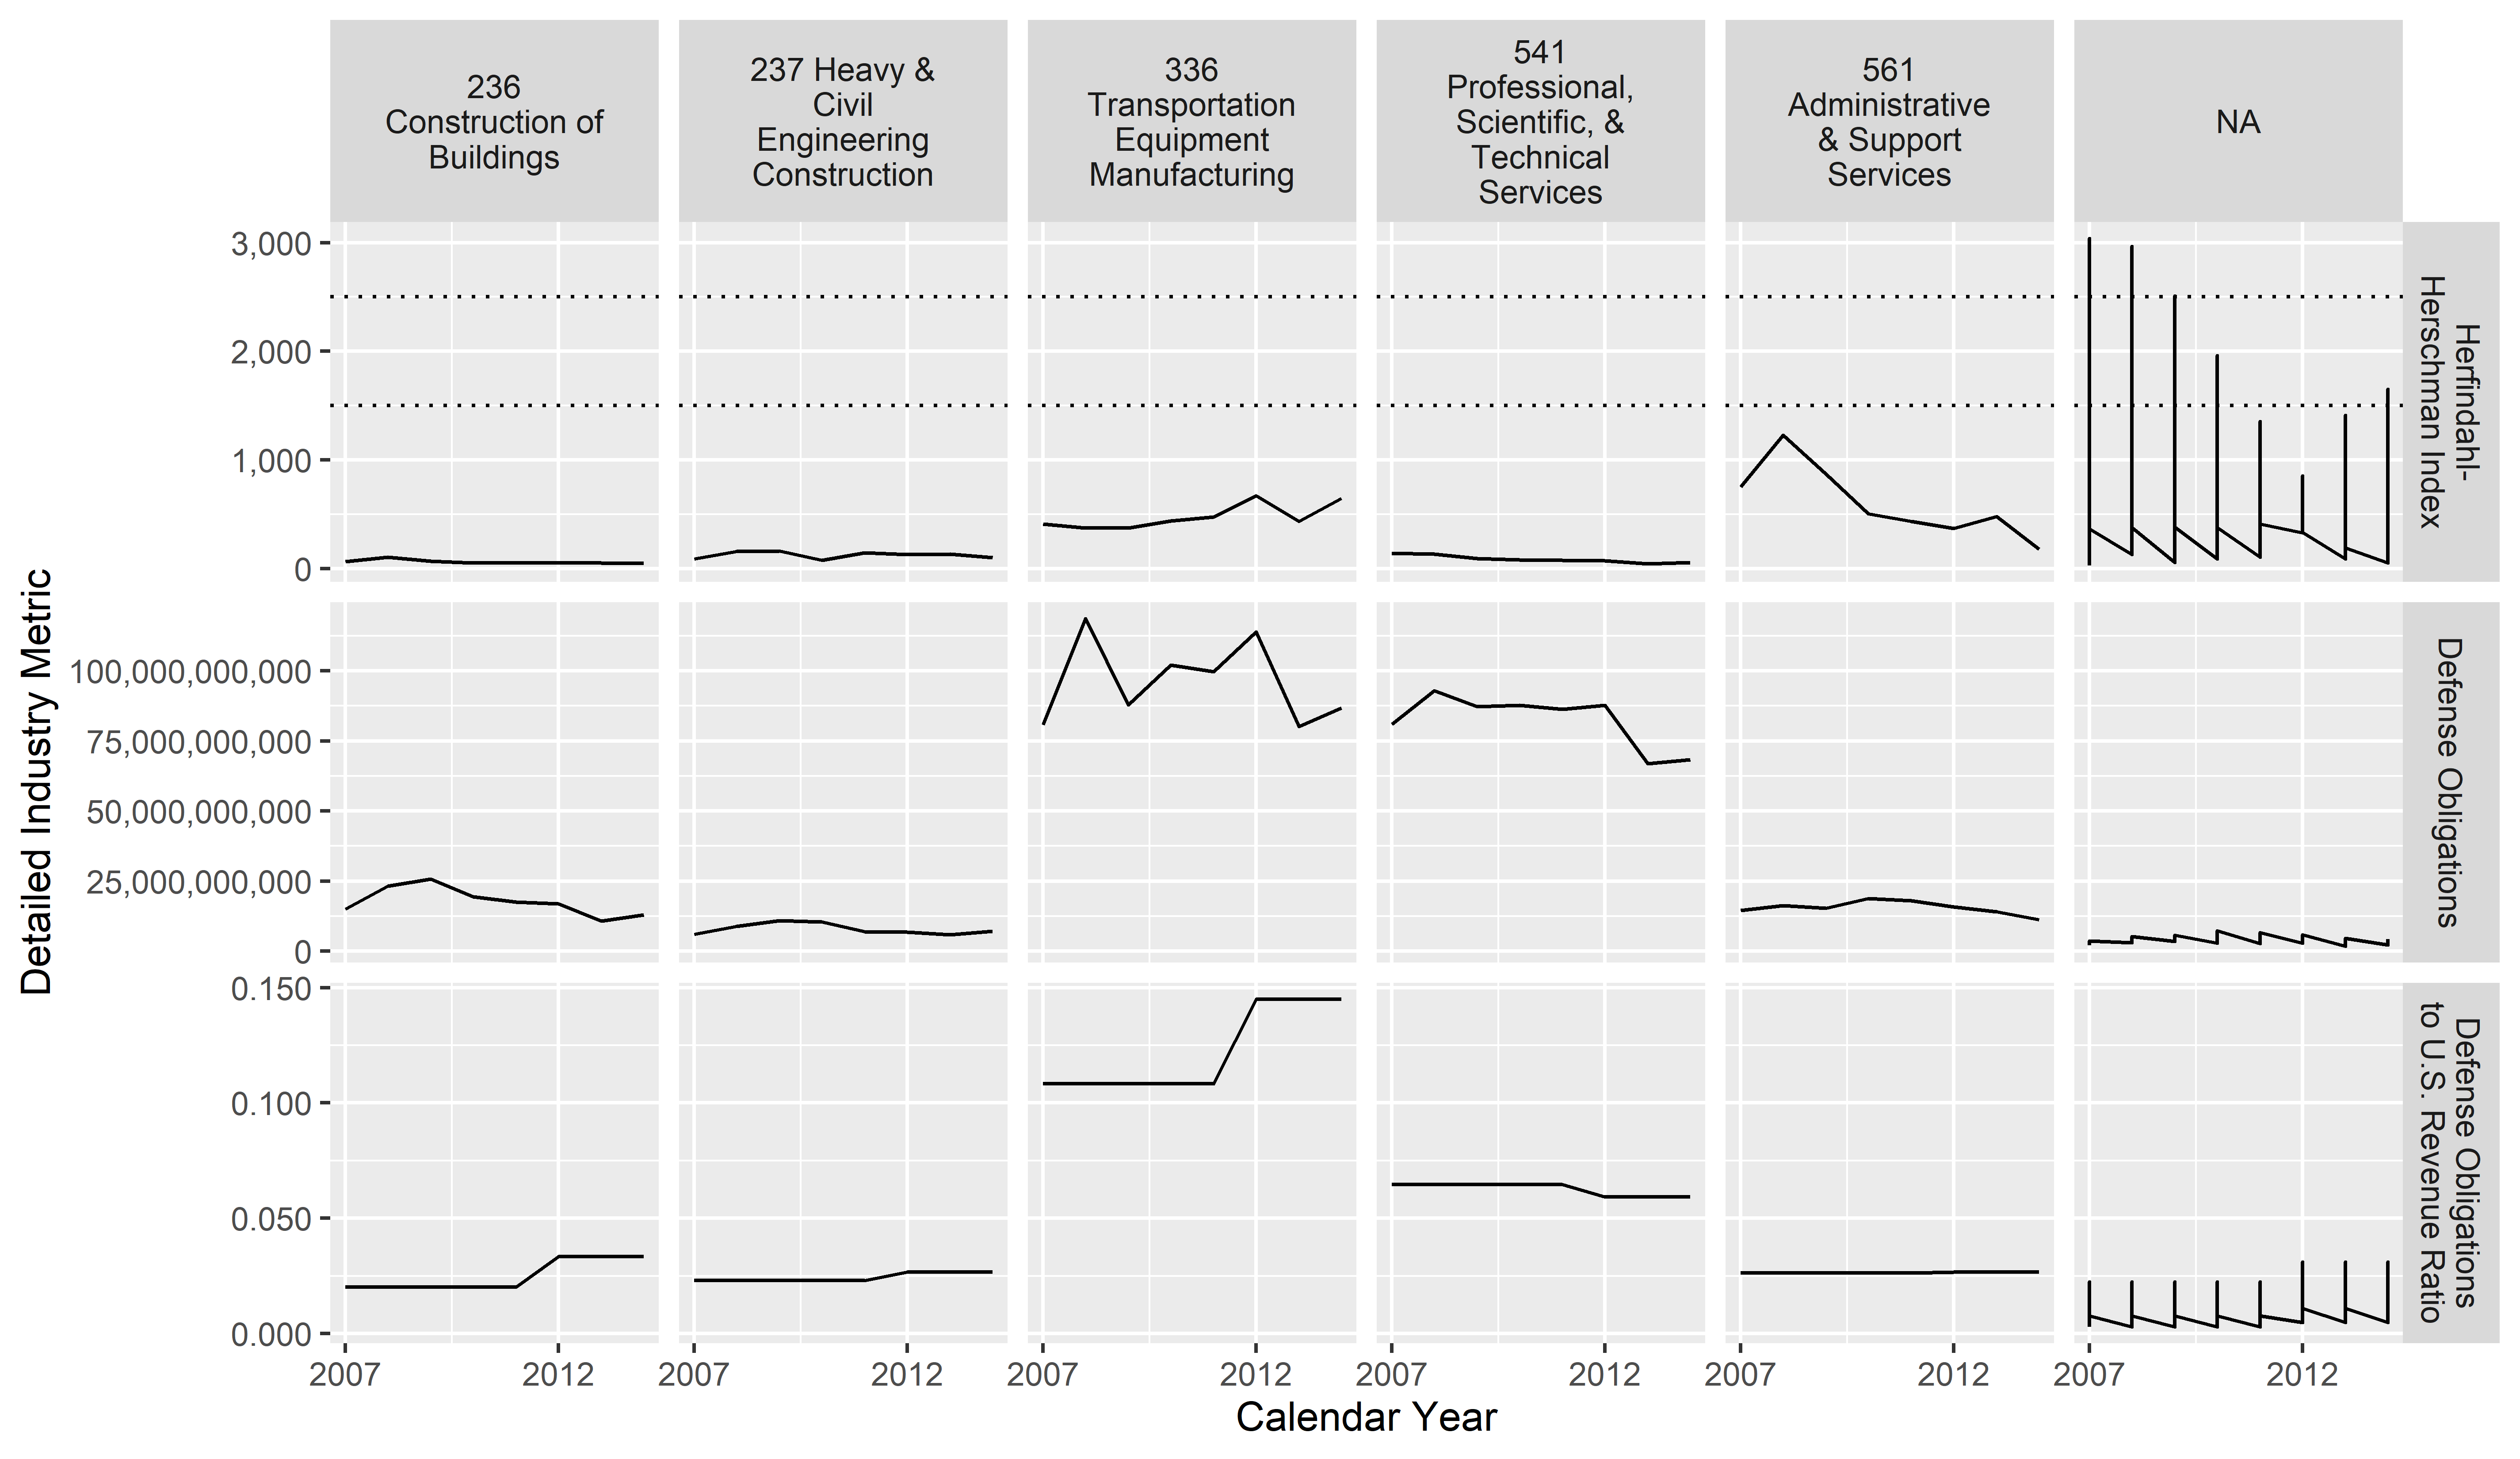 236
Construction of
Buildings
237 Heavy &
Civil
Engineering
Construction
336
Transportation
Equipment
Manufacturing
541
Professional,
Scientific, &
Technical
Services
561
Administrative
& Support
Services
NA
3,000
2,000
1,000
0
Herfindahl-
Herschman Index
100,000,000,000
75,000,000,000
50,000,000,000
25,000,000,000
0
Defense Obligations
0.150
0.100
0.050
0.000
Defense Obligations
to U.S. Revenue Ratio
2007 2012 2007 2012 2007 2012 2007 2012 2007 2012 2007 2012
Calendar Year
Detailed Industry Metric